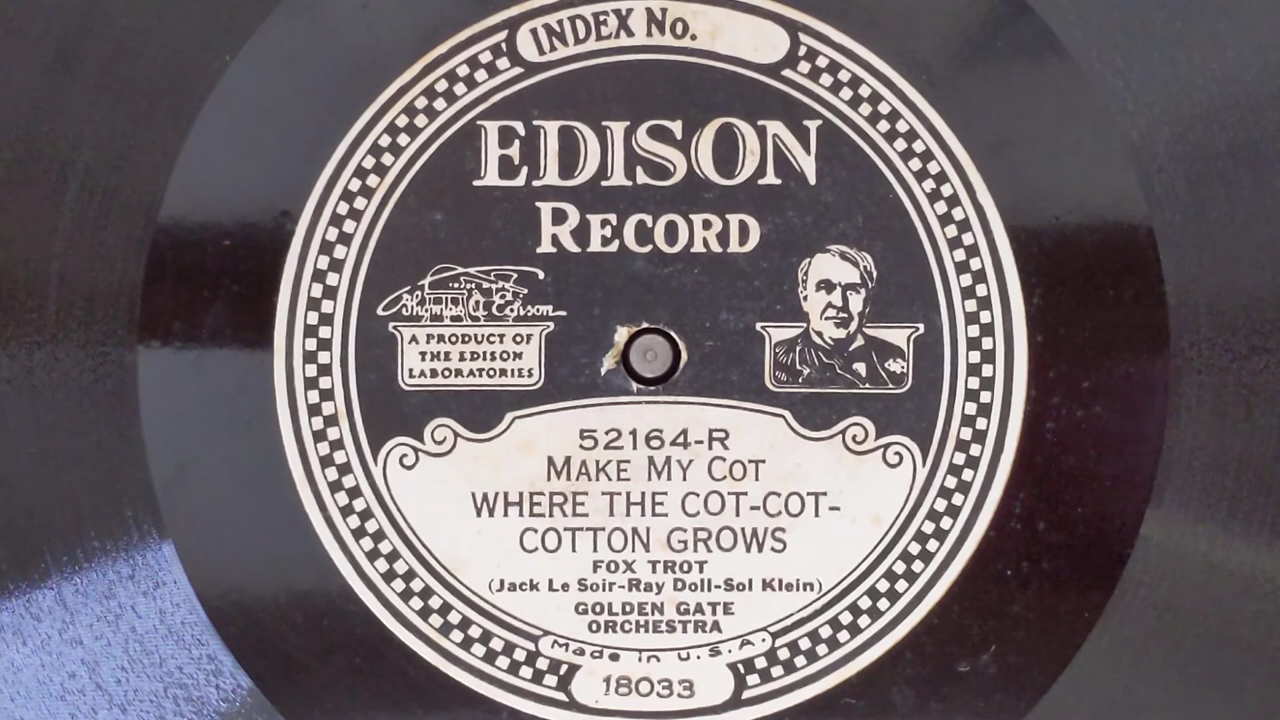 INDEX No.
EDISON
RECORD
Thomas A Edison
A PRODUCT OF
THE EDISON
LABORATORIES
52164-R
MAKE MY COT
WHERE THE COT-COT-
COTTON GROWS
FOX TROT
(Jack Le Soir-Ray Doll-Sol Klein)
GOLDEN GATE
ORCHESTRA
Made in U.S.A.
18033